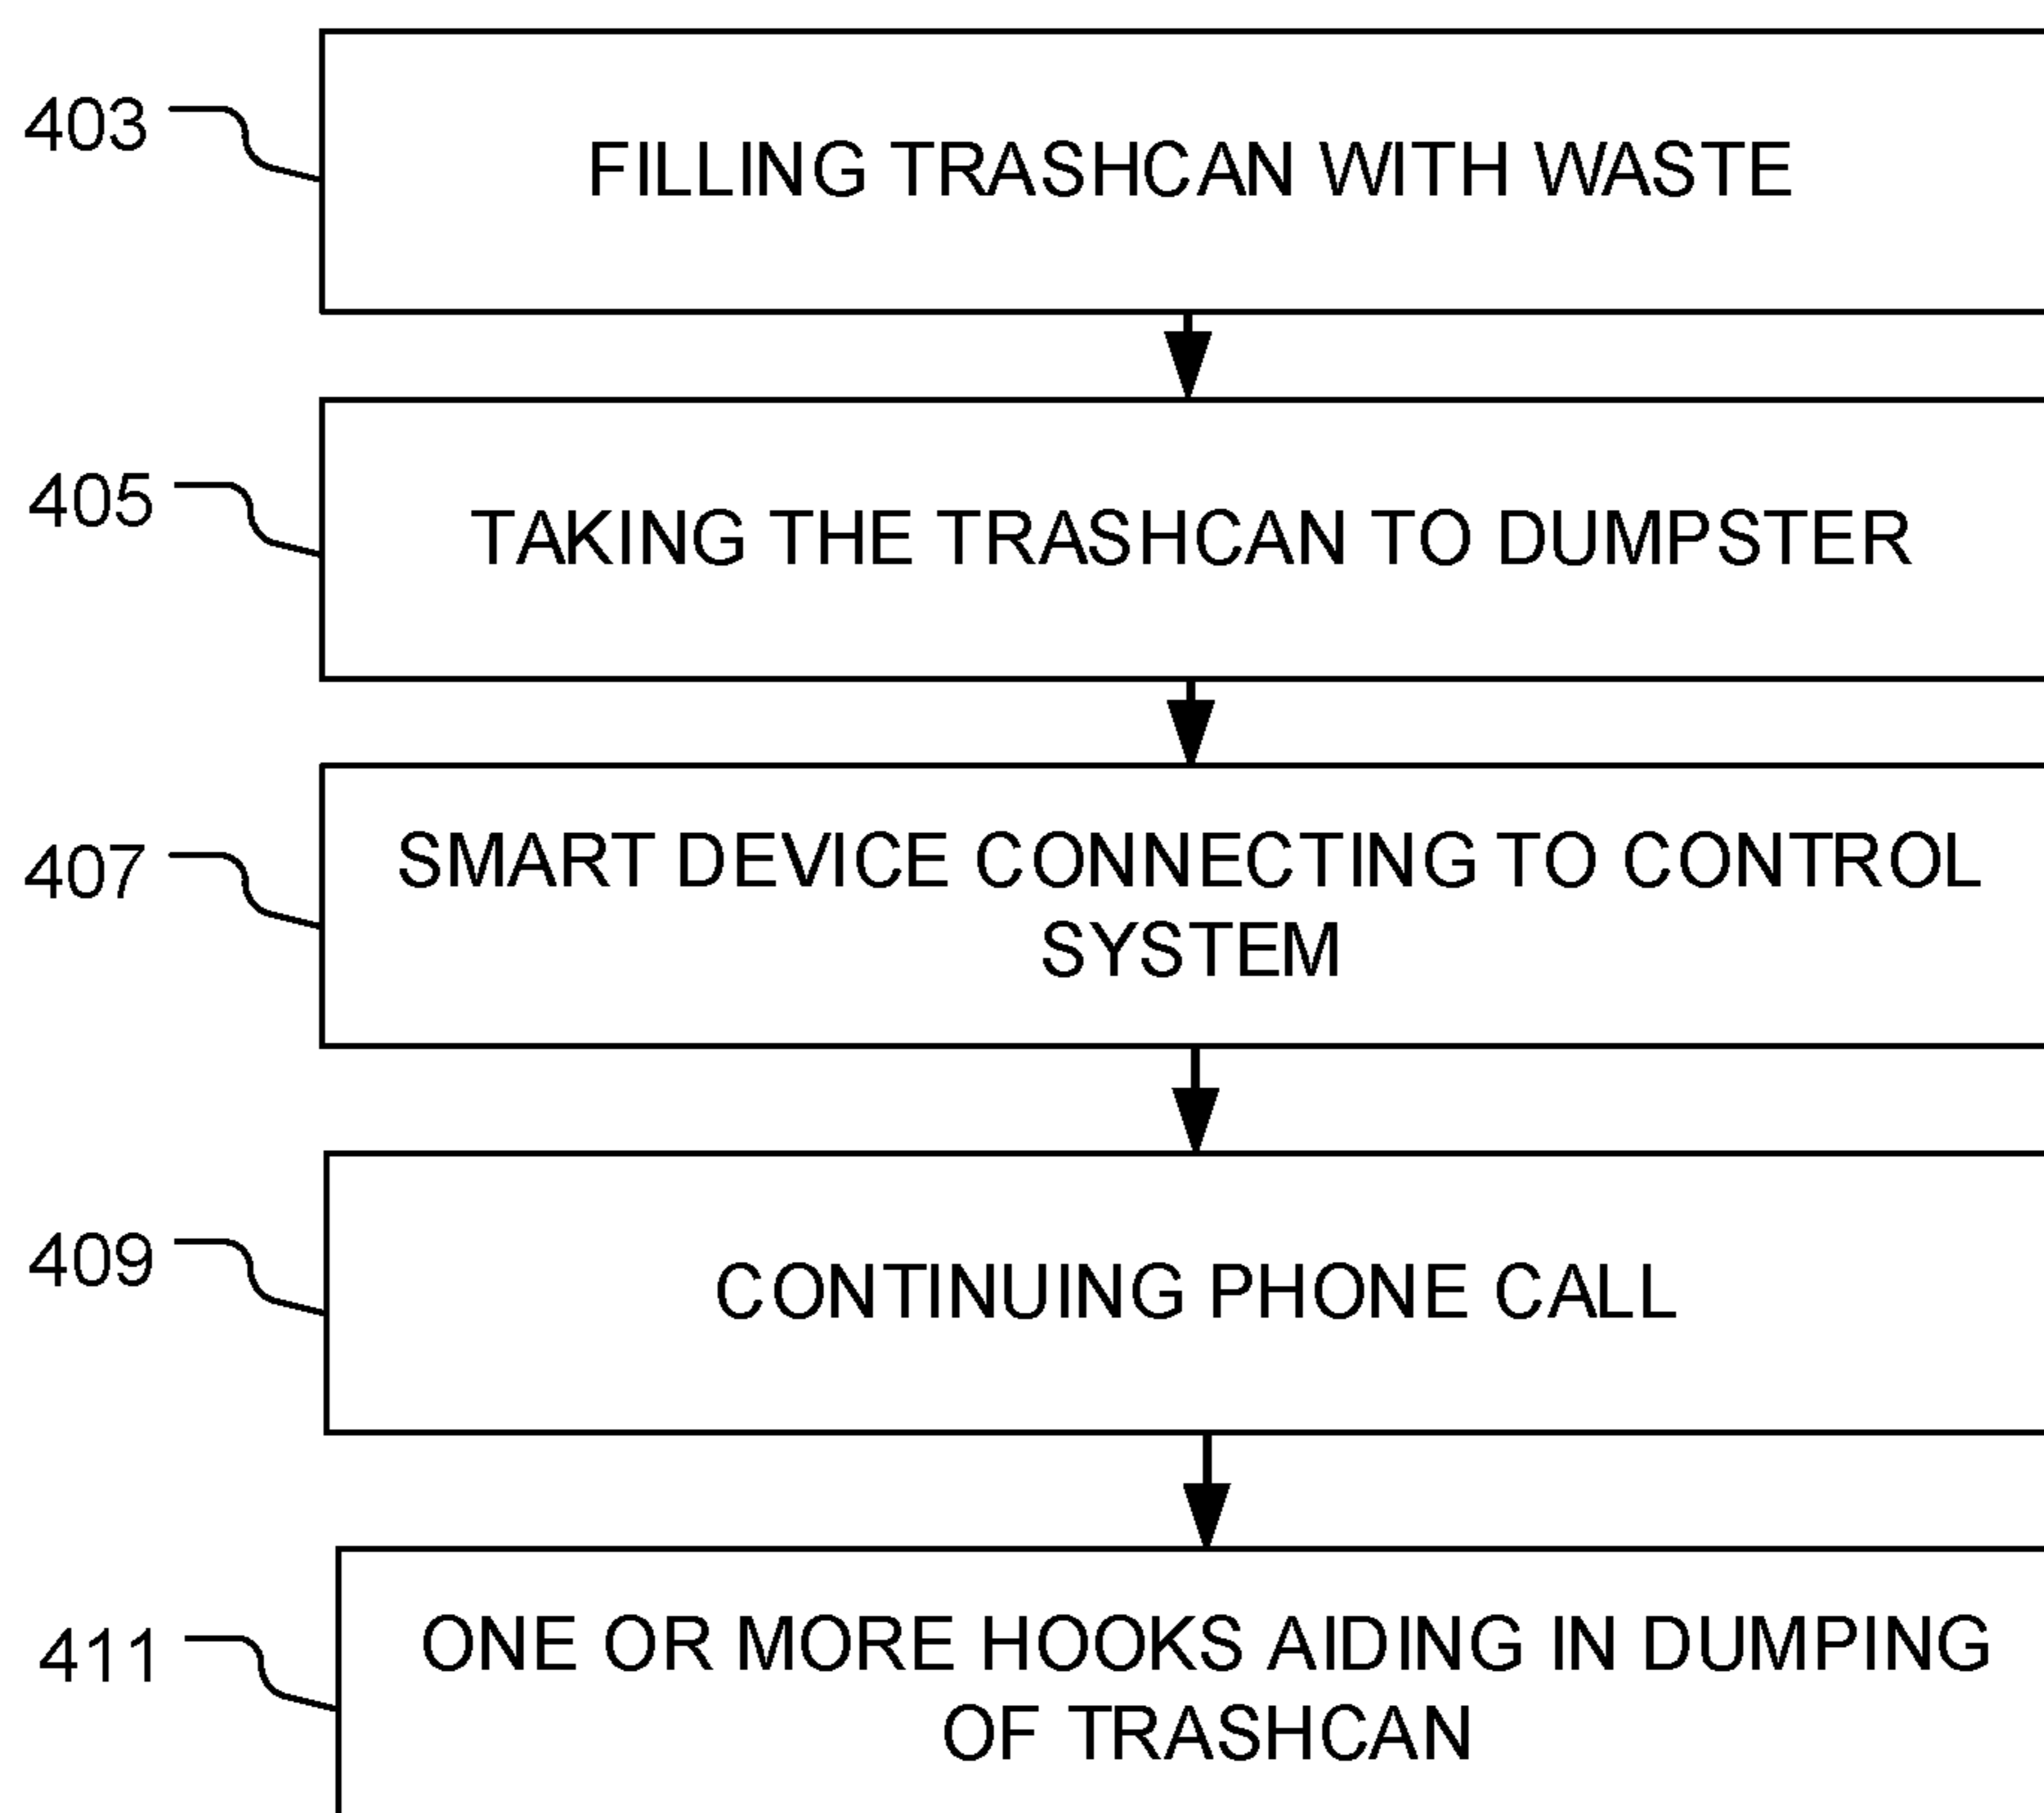 403
FILLING TRASHCAN WITH WASTE
405
TAKING THE TRASHCAN TO DUMPSTER
407
SMART DEVICE CONNECTING TO CONTROL
SYSTEM
409
CONTINUING PHONE CALL
411
ONE OR MORE HOOKS AIDING IN DUMPING
OF TRASHCAN